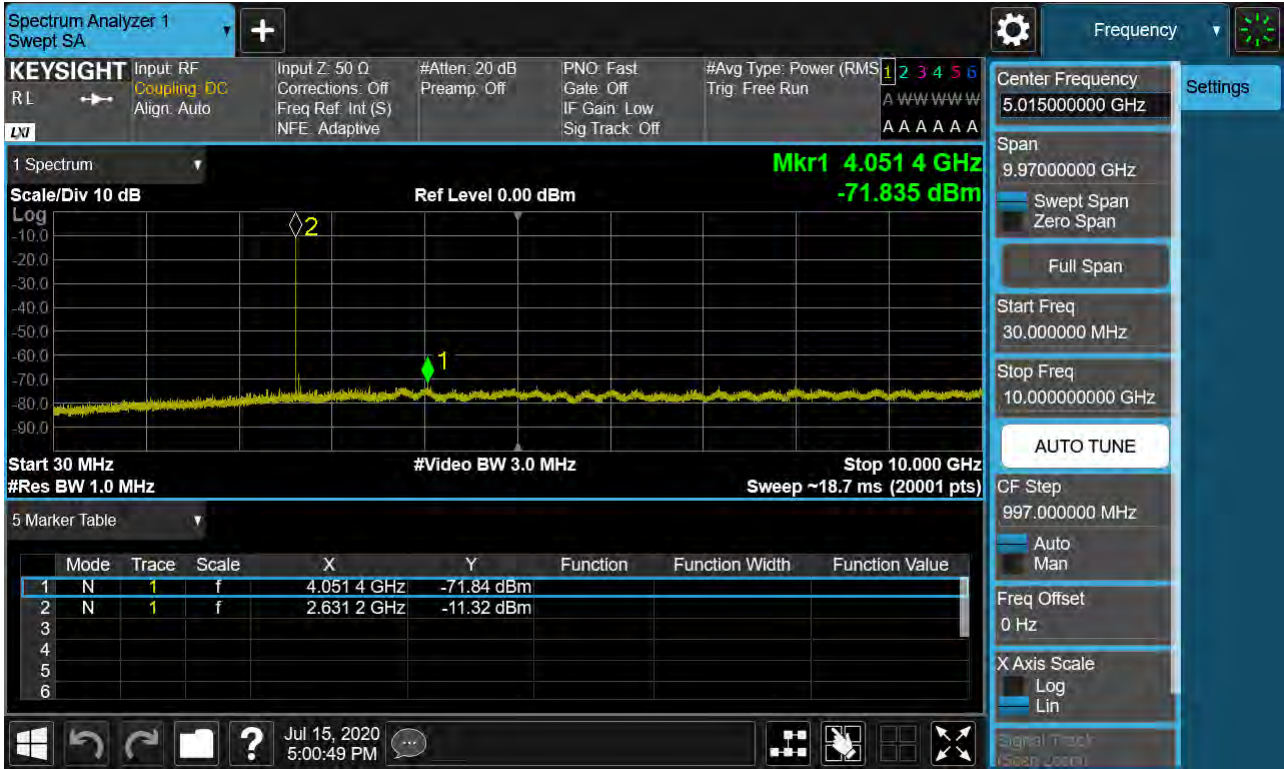 Spectrum Analyzer 1
Swept SA
+
Frequency
KEYSIGHT
RL
LXI
Input: RF
Coupling: DC
Align: Auto
Input Z: 50 Ω
Corrections: Off
Freq Ref: Int (S)
NFE: Adaptive
#Atten: 20 dB
Preamp: Off
PNO: Fast
Gate: Off
IF Gain: Low
Sig Track: Off
#Avg Type: Power (RMS
Trig: Free Run
1 2 3 4 5 6
A W W W W W
A A A A A A
1 Spectrum
Mkr1 4.051 4 GHz
Scale/Div 10 dB
Ref Level 0.00 dBm
-71.835 dBm
Log
-10.0
-20.0
-30.0
-40.0
-50.0
-60.0
-70.0
-80.0
-90.0
2
1
Start 30 MHz
#Video BW 3.0 MHz
Stop 10.000 GHz
#Res BW 1.0 MHz
Sweep ~18.7 ms (20001 pts)
5 Marker Table
Mode Trace Scale X Y Function Function Width Function Value
1 N 1 f 4.051 4 GHz -71.84 dBm
2 N 1 f 2.631 2 GHz -11.32 dBm
3
4
5
6
?
Jul 15, 2020
5:00:49 PM
Center Frequency
5.015000000 GHz
Settings
Span
9.97000000 GHz
Swept Span
Zero Span
Full Span
Start Freq
30.000000 MHz
Stop Freq
10.000000000 GHz
AUTO TUNE
CF Step
997.000000 MHz
Auto
Man
Freq Offset
0 Hz
X Axis Scale
Log
Lin
Signal Track
(Span Zoom)